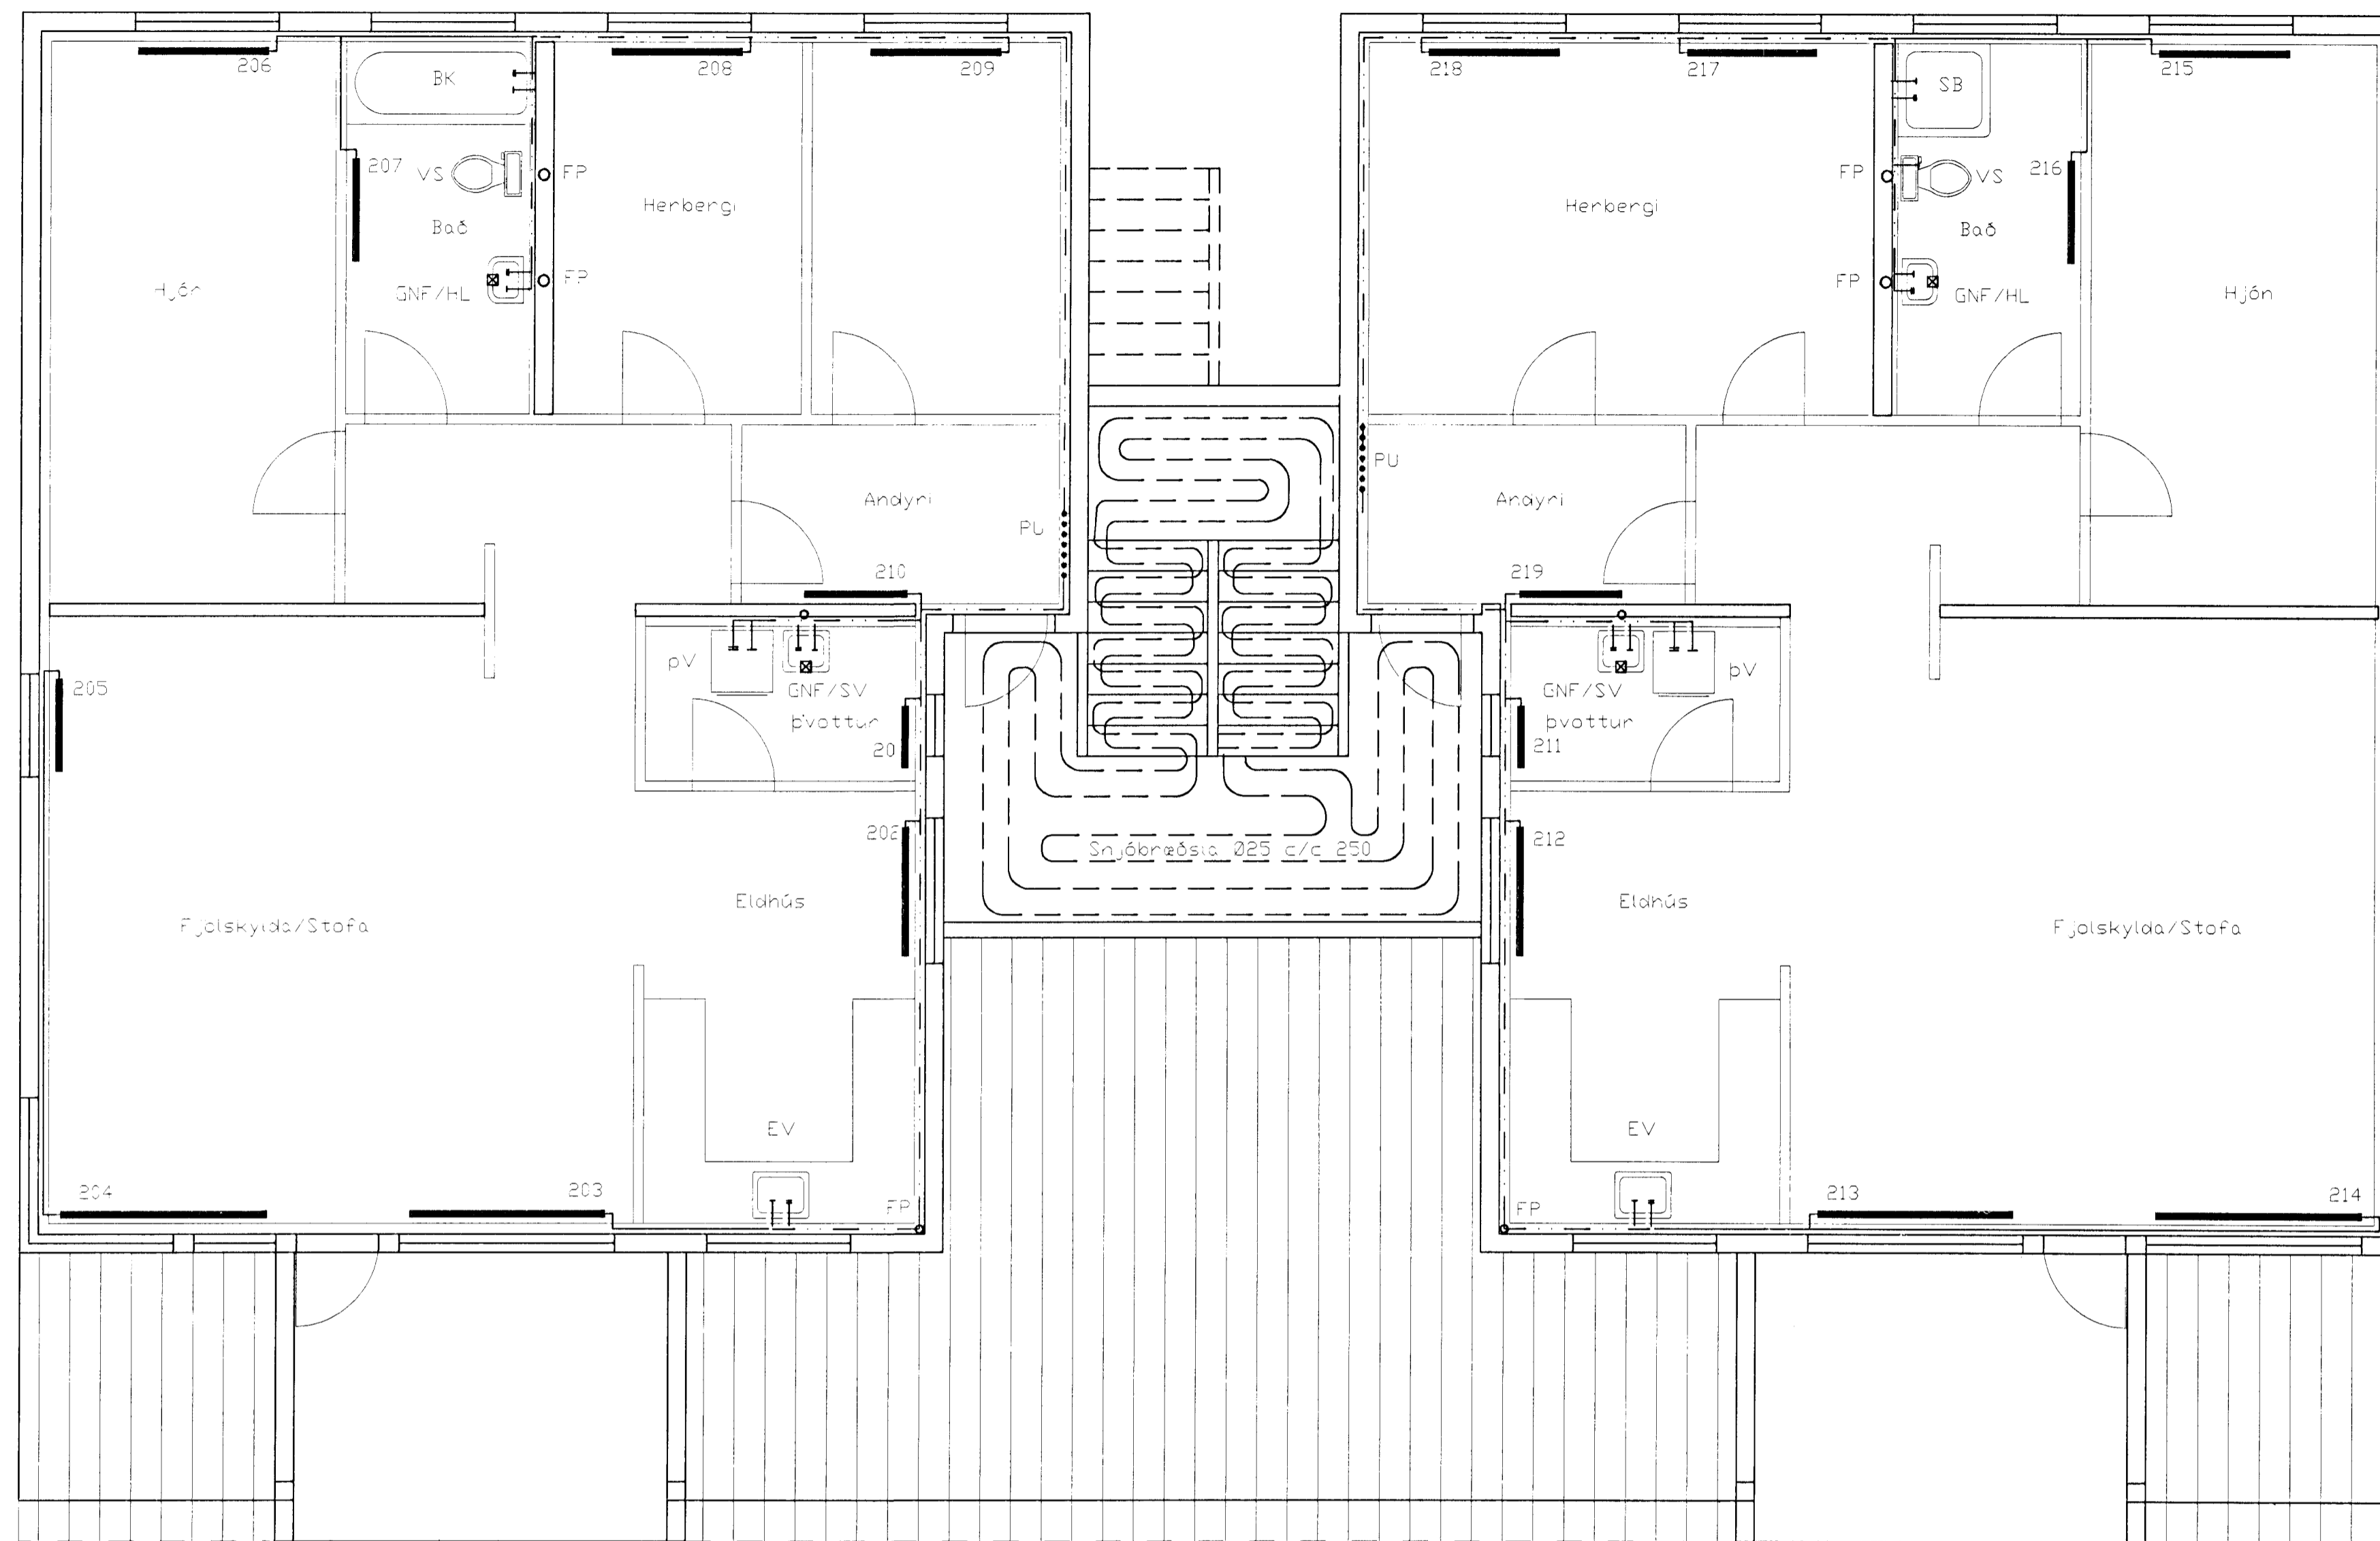 206
208
209
218
217
215
BK
SB
207
VS
FP
FP
VS
216
Herbergi
Herbergi
Bað
Bað
FP
FP
GNF/HL
GNF/HL
Hjón
Hjón
PU
Andyri
Andyri
PU
210
219
þV
þV
205
GNF/SV
GNF/SV
þvottur
þvottur
20
211
202
212
Snjóbræðsla Ø25 c/c 250
Eldhús
Eldhús
Fjölskylda/Stofa
Fjölskylda/Stofa
EV
EV
204
203
213
214
FP
FP